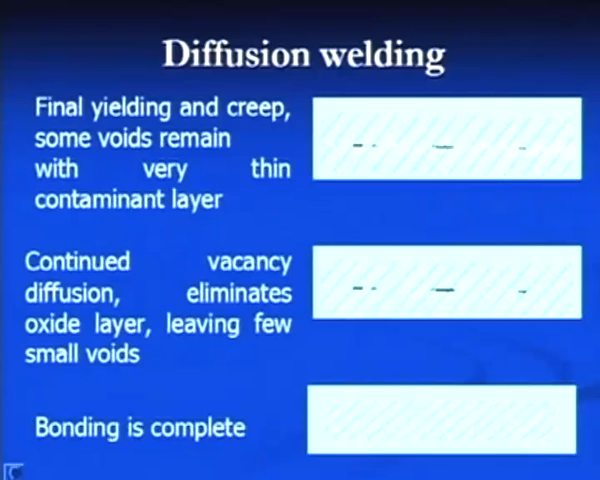 Diffusion welding
Final yielding and creep,
some voids remain
with very thin
contaminant layer
Continued vacancy
diffusion, eliminates
oxide layer, leaving few
small voids
Bonding is complete